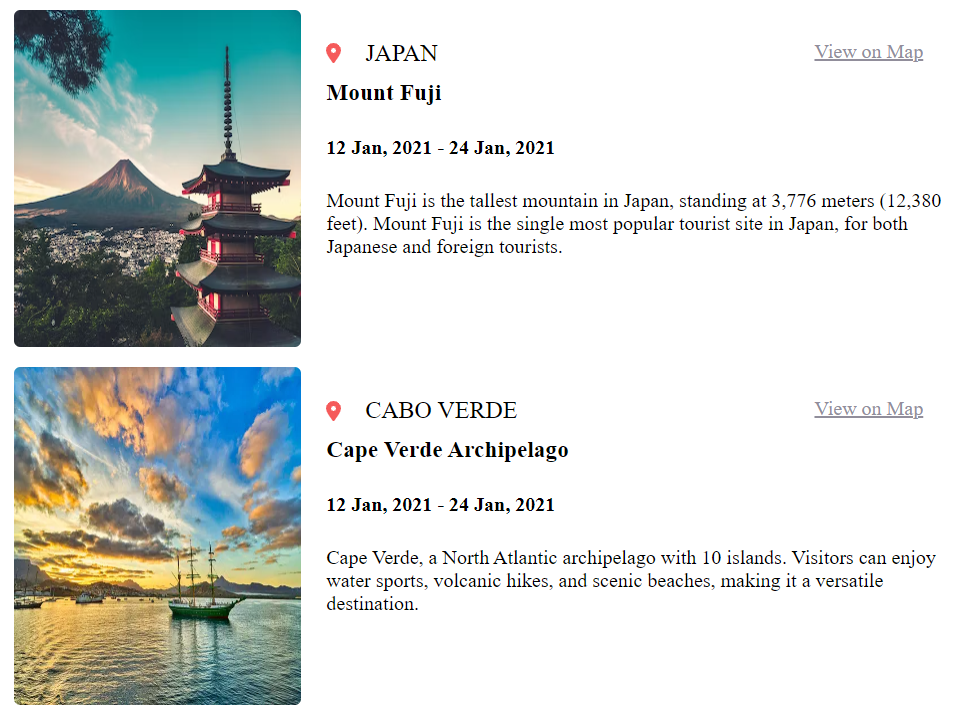 JAPAN
View on Map
Mount Fuji
12 Jan, 2021 - 24 Jan, 2021
Mount Fuji is the tallest mountain in Japan, standing at 3,776 meters (12,380
feet). Mount Fuji is the single most popular tourist site in Japan, for both
Japanese and foreign tourists.
CABO VERDE
View on Map
Cape Verde Archipelago
12 Jan, 2021 - 24 Jan, 2021
Cape Verde, a North Atlantic archipelago with 10 islands. Visitors can enjoy
water sports, volcanic hikes, and scenic beaches, making it a versatile
destination.